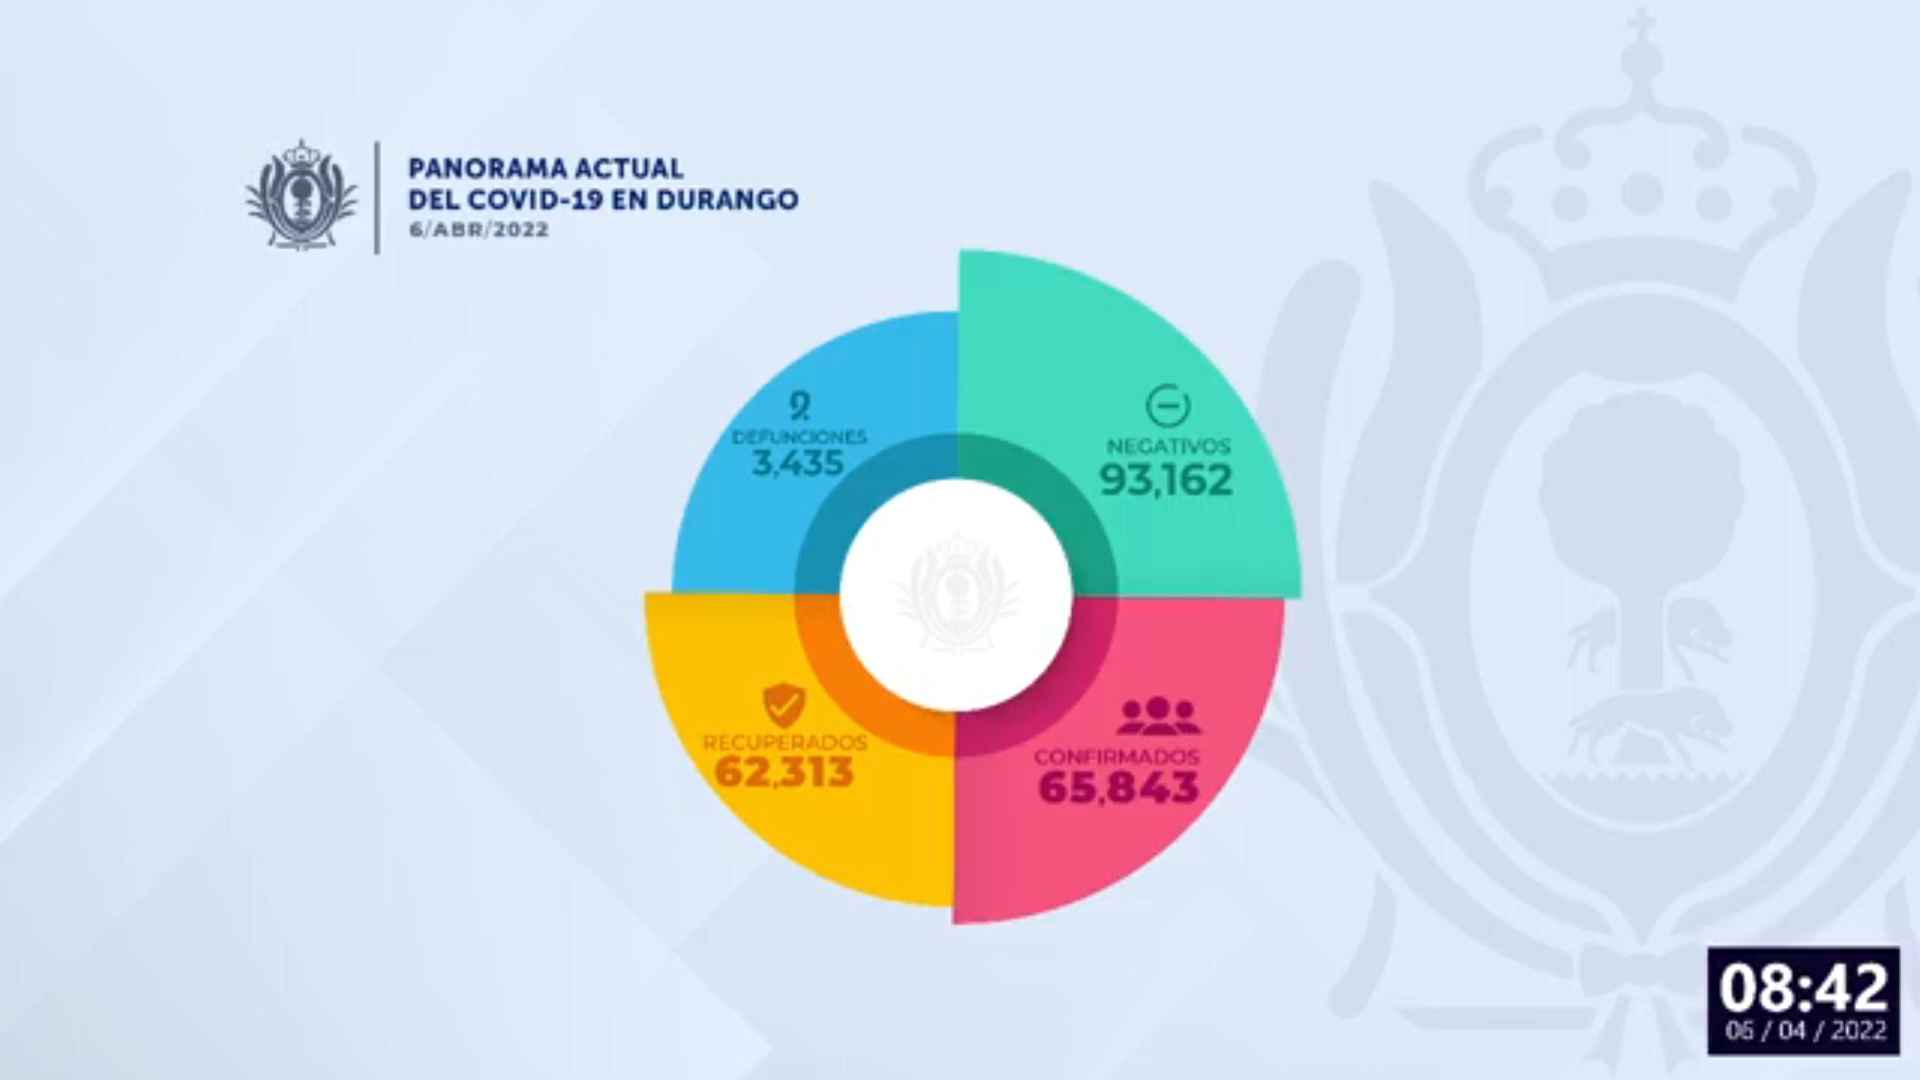 PANORAMA ACTUAL
DEL COVID-19 EN DURANGO
6/ABR/2022
DEFUNCIONES
3,435
NEGATIVOS
93,162
RECUPERADOS
62,313
CONFIRMADOS
65,843
08:42
06 / 04 / 2022